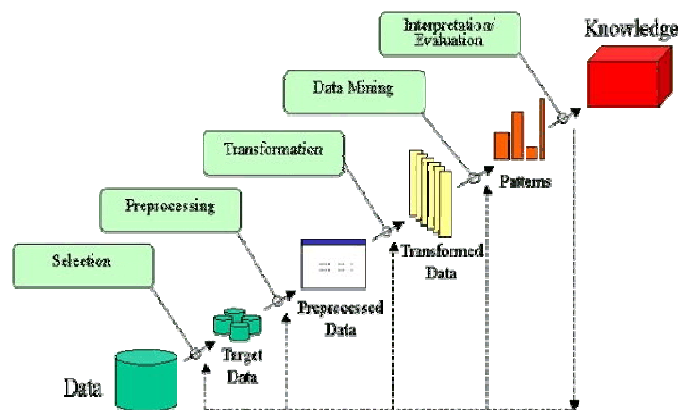 Interpretation/
Evaluation
Knowledge
Data Mining
Transformation
Patterns
Preprocessing
Transformed
Data
Selection
Preprocessed
Data
Target
Data
Data